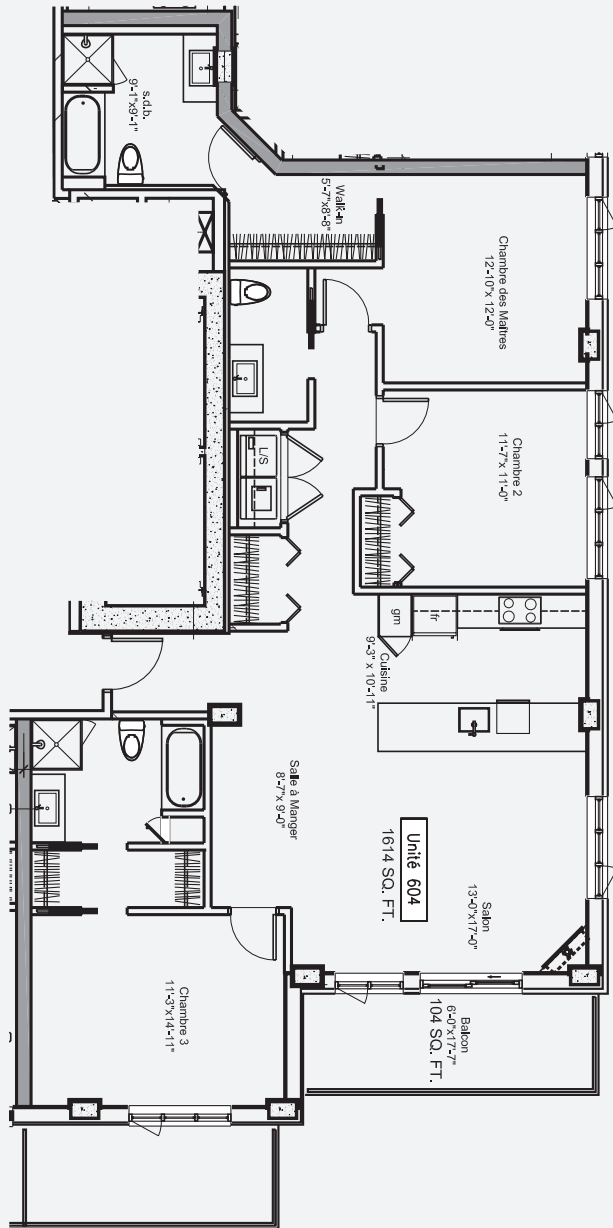 s.d.b.
9'-1"x9'-1"
Walk-in
5'-7"x8'-8"
Chambre des Maîtres
12'-10"x 12'-0"
Chambre 2
11'-7"x 11'-0"
L/S
gm
fr
Cuisine
9'-3" x 10'-11"
Salle à Manger
8'-7"x 9'-0"
Unité 604
1614 SQ. FT.
Salon
13'-0"x17'-0"
Balcon
6'-0"x17'-7"
104 SQ. FT.
Chambre 3
11'-3"x14'-11"